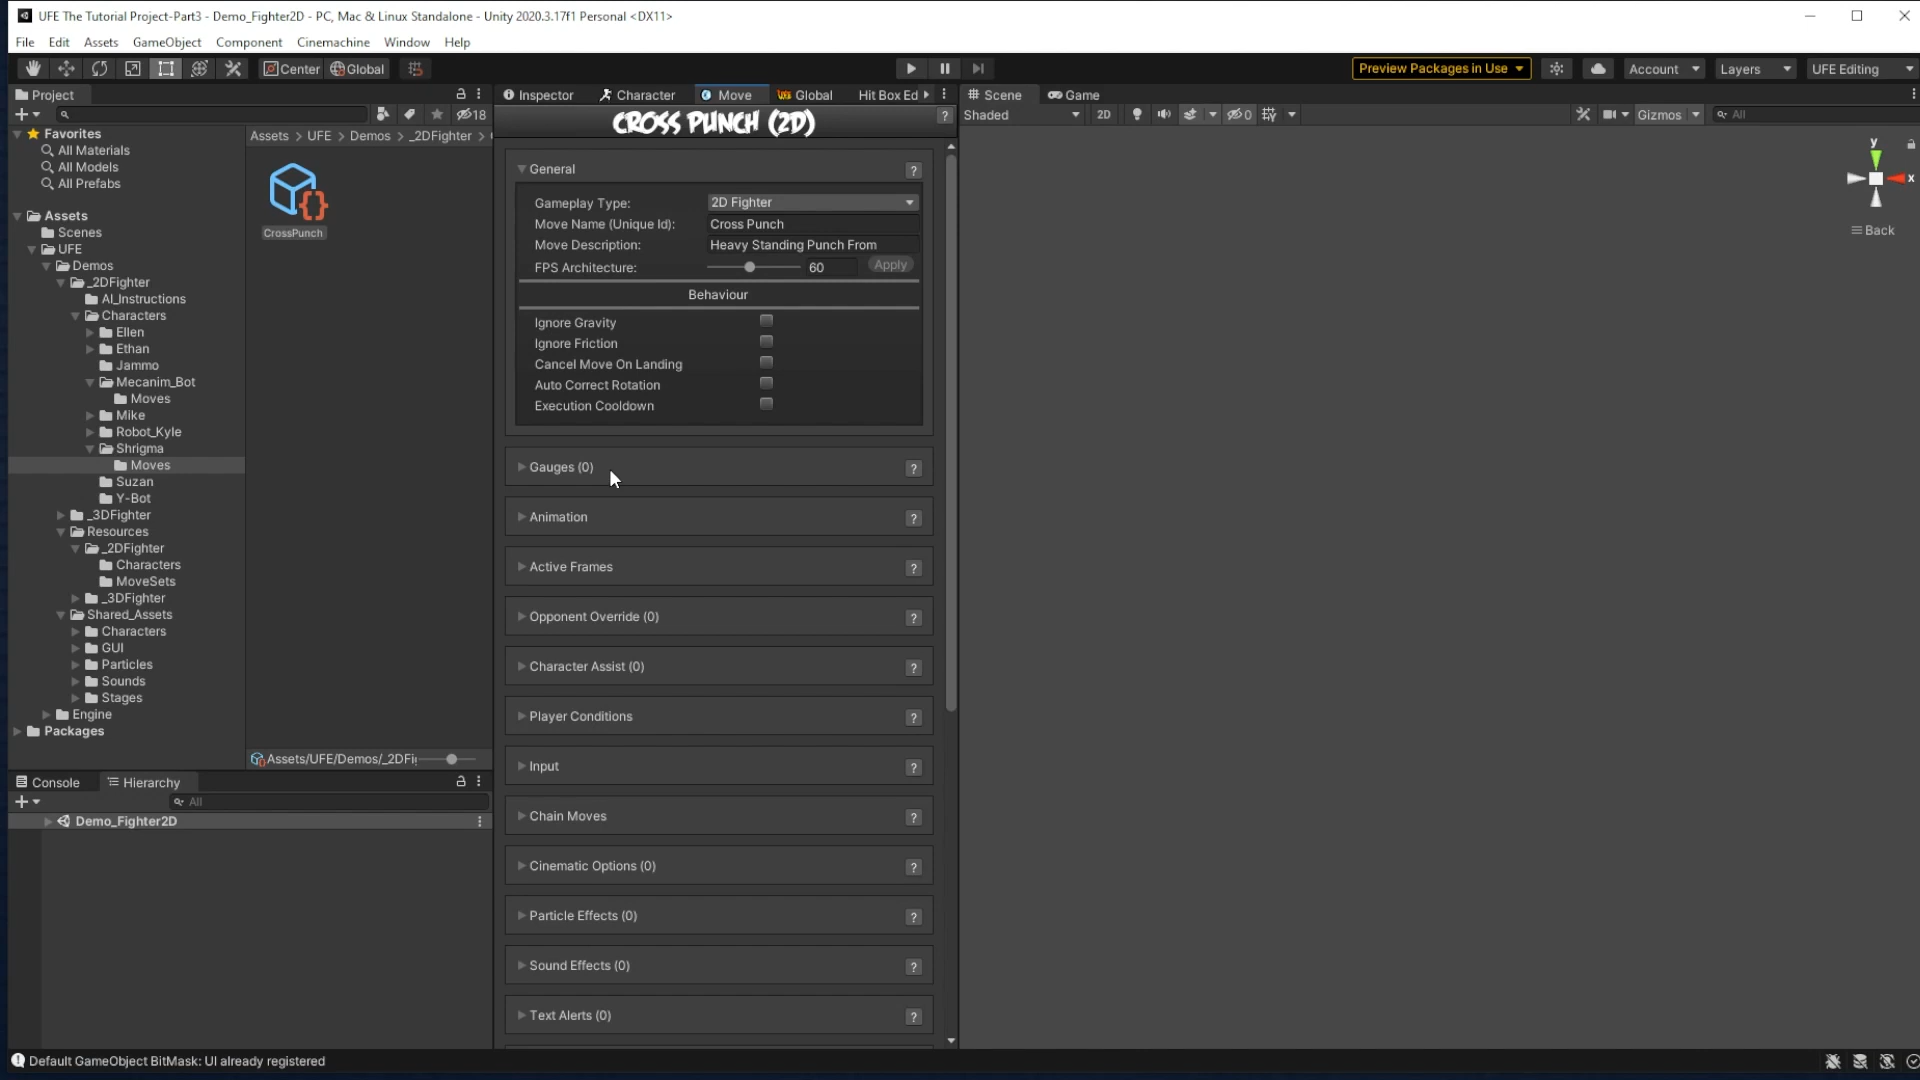 UFE The Tutorial Project-Part3 - Demo_Fighter2D - PC, Mac & Linux Standalone - Unity 2020.3.17f1 Personal <DX11>
File Edit Assets GameObject Component Cinemachine Window Help
Center Global Preview Packages in Use Account Layers UFE Editing
Project
18
Favorites
All Materials
All Models
All Prefabs
Assets
Scenes
UFE
Demos
_2DFighter
AI_Instructions
Characters
Ellen
Ethan
Jammo
Mecanim_Bot
Moves
Mike
Robot_Kyle
Shrigma
Moves
Suzan
Y-Bot
_3DFighter
Resources
_2DFighter
Characters
MoveSets
_3DFighter
Shared_Assets
Characters
GUI
Particles
Sounds
Stages
Engine
Packages
Assets > UFE > Demos > _2DFighter >
CrossPunch
Assets/UFE/Demos/_2DFi
Console Hierarchy
All
Demo_Fighter2D
Inspector Character Move Global Hit Box Ed
CROSS PUNCH (2D) ?
General ?
Gameplay Type: 2D Fighter
Move Name (Unique Id): Cross Punch
Move Description: Heavy Standing Punch From
FPS Architecture: 60 Apply
Behaviour
Ignore Gravity
Ignore Friction
Cancel Move On Landing
Auto Correct Rotation
Execution Cooldown
Gauges (0) ?
Animation ?
Active Frames ?
Opponent Override (0) ?
Character Assist (0) ?
Player Conditions ?
Input ?
Chain Moves ?
Cinematic Options (0) ?
Particle Effects (0) ?
Sound Effects (0) ?
Text Alerts (0) ?
Scene Game
Shaded 2D 0 Gizmos All
y
x
Back
Default GameObject BitMask: UI already registered